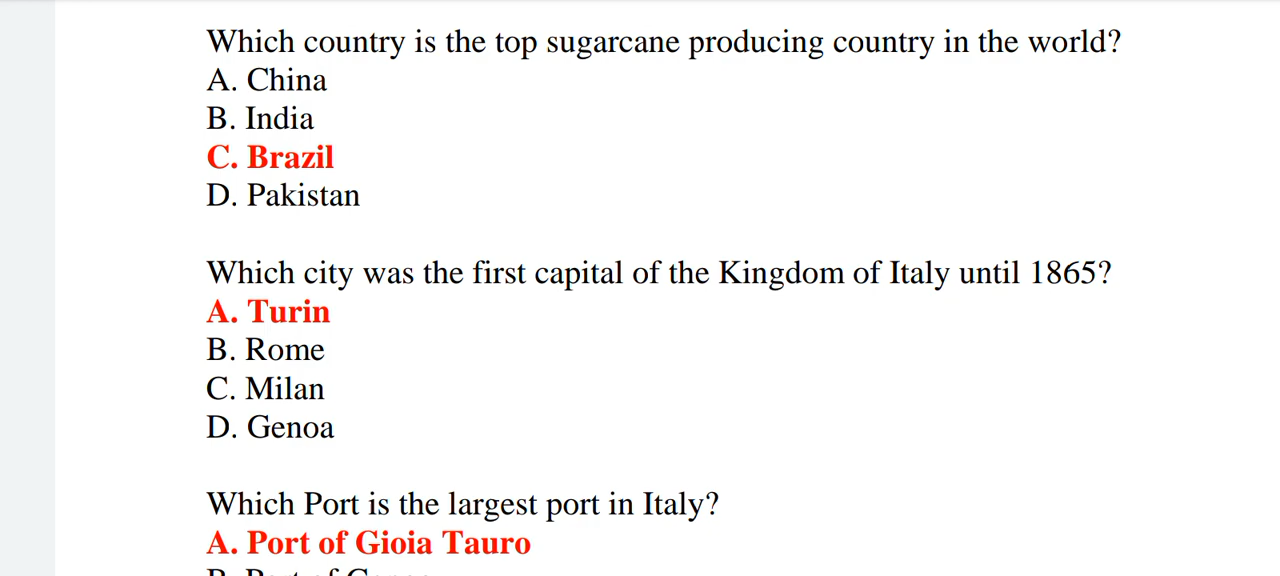 Which country is the top sugarcane producing country in the world?
A. China
B. India
C. Brazil
D. Pakistan
Which city was the first capital of the Kingdom of Italy until 1865?
A. Turin
B. Rome
C. Milan
D. Genoa
Which Port is the largest port in Italy?
A. Port of Gioia Tauro